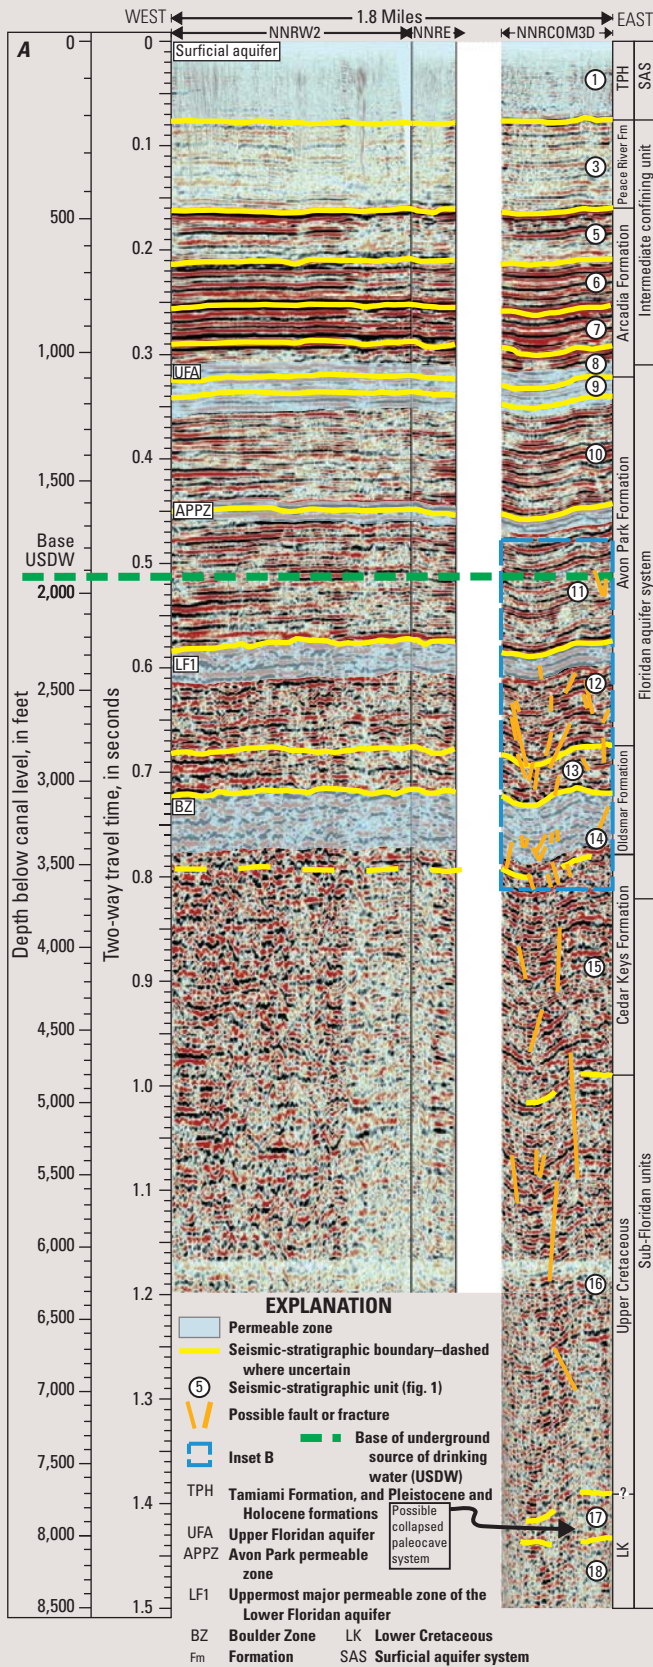 WEST
1.8 Miles
EAST
NNRW2
NNRE
NNRCOM3D
A
Surficial aquifer
Depth below canal level, in feet
0
500
1,000
1,500
Base
USDW
2,000
2,500
3,000
3,500
4,000
4,500
5,000
5,500
6,000
6,500
7,000
7,500
8,000
8,500
Two-way travel time, in seconds
0
0.1
0.2
0.3
0.4
0.5
0.6
0.7
0.8
0.9
1.0
1.1
1.2
1.3
1.4
1.5
UFA
APPZ
LF1
BZ
1
3
5
6
7
8
9
10
11
12
13
14
15
16
17
18
TPH
Peace River Fm
Arcadia Formation
Avon Park Formation
Oldsmar Formation
Cedar Keys Formation
Upper Cretaceous
?
LK
SAS
Intermediate confining unit
Floridan aquifer system
Sub-Floridan units
EXPLANATION
Permeable zone
Seismic-stratigraphic boundary–dashed
where uncertain
5 Seismic-stratigraphic unit (fig. 1)
Possible fault or fracture
Inset B
Base of underground
source of drinking
water (USDW)
TPH Tamiami Formation, and Pleistocene and
Holocene formations
UFA Upper Floridan aquifer
APPZ Avon Park permeable
zone
Possible
collapsed
paleocave
system
LF1 Uppermost major permeable zone of the
Lower Floridan aquifer
BZ Boulder Zone LK Lower Cretaceous
Fm Formation SAS Surficial aquifer system